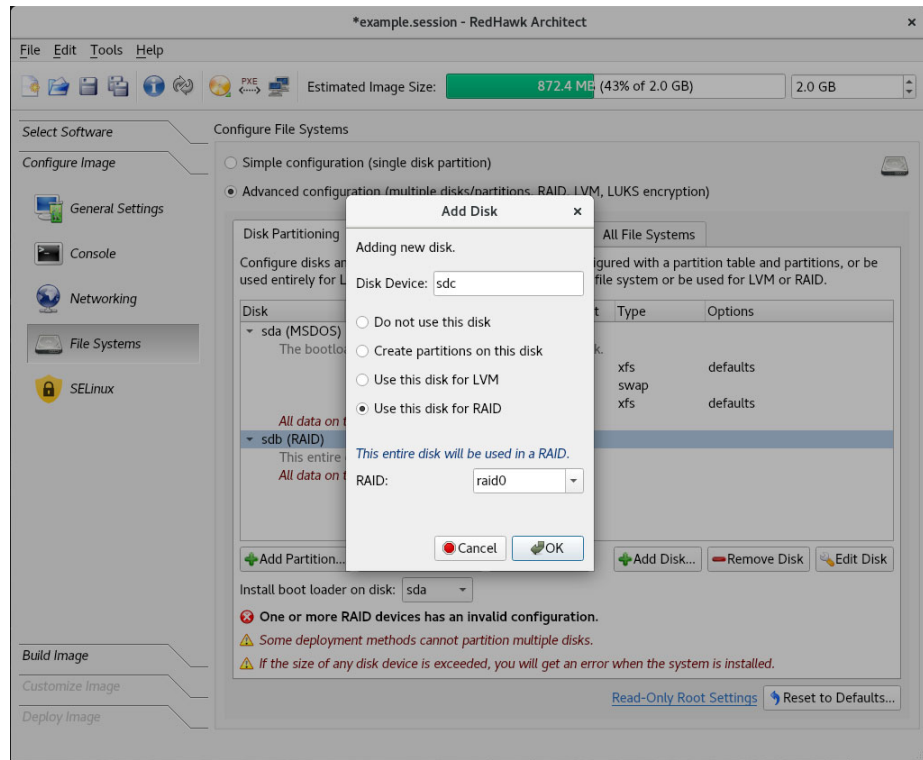 *example.session - RedHawk Architect
File Edit Tools Help
PXE Estimated Image Size: 872.4 MB (43% of 2.0 GB) 2.0 GB
Select Software
Configure File Systems
Configure Image
Simple configuration (single disk partition)
Advanced configuration (multiple disks/partitions, RAID, LVM, LUKS encryption)
General Settings
Console
Networking
File Systems
SELinux
Disk Partitioning
All File Systems
Configure disks
gured with a partition table and partitions, or be
used entirely for
file system or be used for LVM or RAID.
Disk Type Options
sda (MSDOS)
The
xfs defaults
swap
xfs defaults
All data on
sdb (RAID)
This entire
All data on
Add Disk
Adding new disk.
Disk Device: sdc
Do not use this disk
Create partitions on this disk
Use this disk for LVM
Use this disk for RAID
This entire disk will be used in a RAID.
RAID: raid0
Cancel OK
Add Partition... Add Disk... Remove Disk Edit Disk
Install boot loader on disk: sda
One or more RAID devices has an invalid configuration.
Some deployment methods cannot partition multiple disks.
If the size of any disk device is exceeded, you will get an error when the system is installed.
Build Image
Customize Image
Deploy Image
Read-Only Root Settings Reset to Defaults...